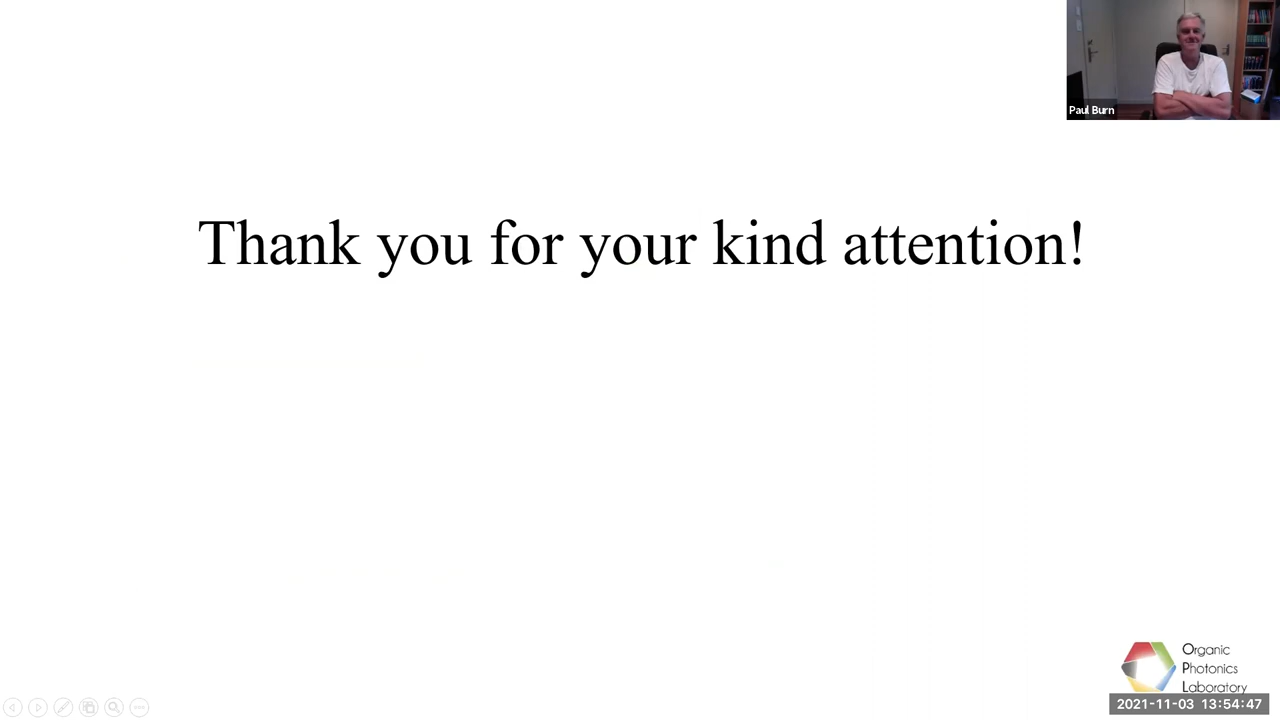 Paul Burn
Thank you for your kind attention!
Organic
Photonics
Laboratory
2021-11-03 13:54:47